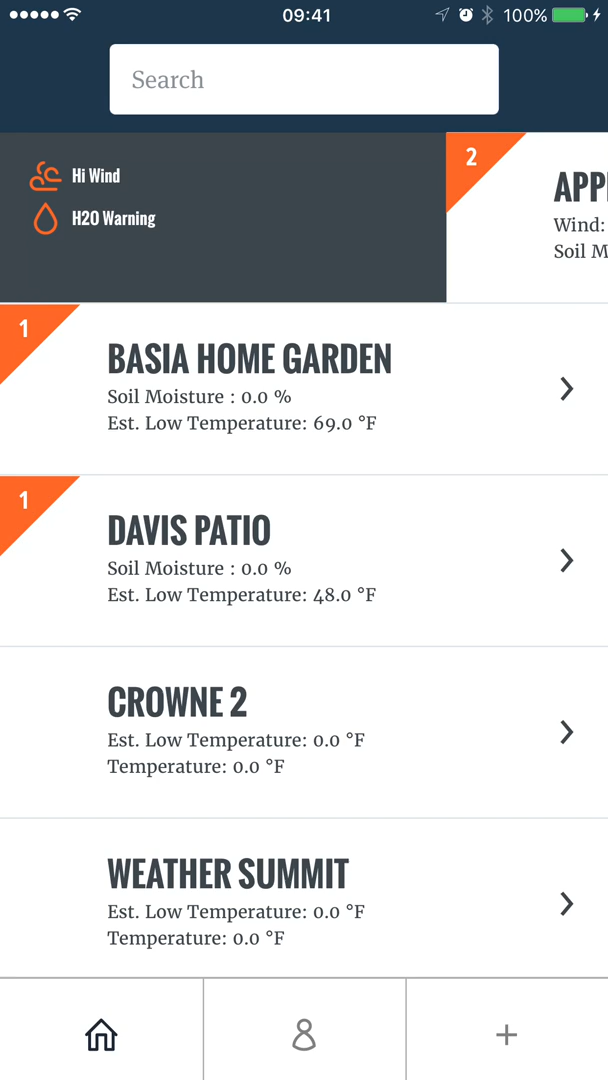 09:41
100%
Search
Hi Wind
H2O Warning
2
APP
Wind:
Soil M
1
BASIA HOME GARDEN
Soil Moisture : 0.0 %
Est. Low Temperature: 69.0 °F
1
DAVIS PATIO
Soil Moisture : 0.0 %
Est. Low Temperature: 48.0 °F
CROWNE 2
Est. Low Temperature: 0.0 °F
Temperature: 0.0 °F
WEATHER SUMMIT
Est. Low Temperature: 0.0 °F
Temperature: 0.0 °F